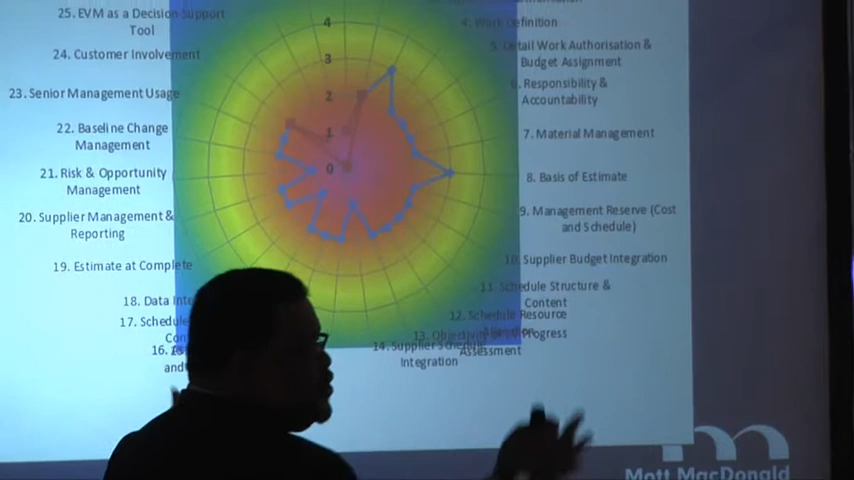 25. EVM as a Decision Support
Tool
24. Customer Involvement
23. Senior Management Usage
22. Baseline Change
Management
21. Risk & Opportunity
Management
20. Supplier Management &
Reporting
19. Estimate at Complete
18. Data
17. Schedule
16.
and
4
3
2
1
0
4. Work Definition
5. Detail Work Authorisation &
Budget Assignment
6. Responsibility &
Accountability
7. Material Management
8. Basis of Estimate
9. Management Reserve (Cost
and Schedule)
10. Supplier Budget Integration
11. Schedule Structure &
Content
12. Schedule Resource
13. Objectivity of Progress
Assessment
14. Supplier Schedule
Integration
Mott MacDonald